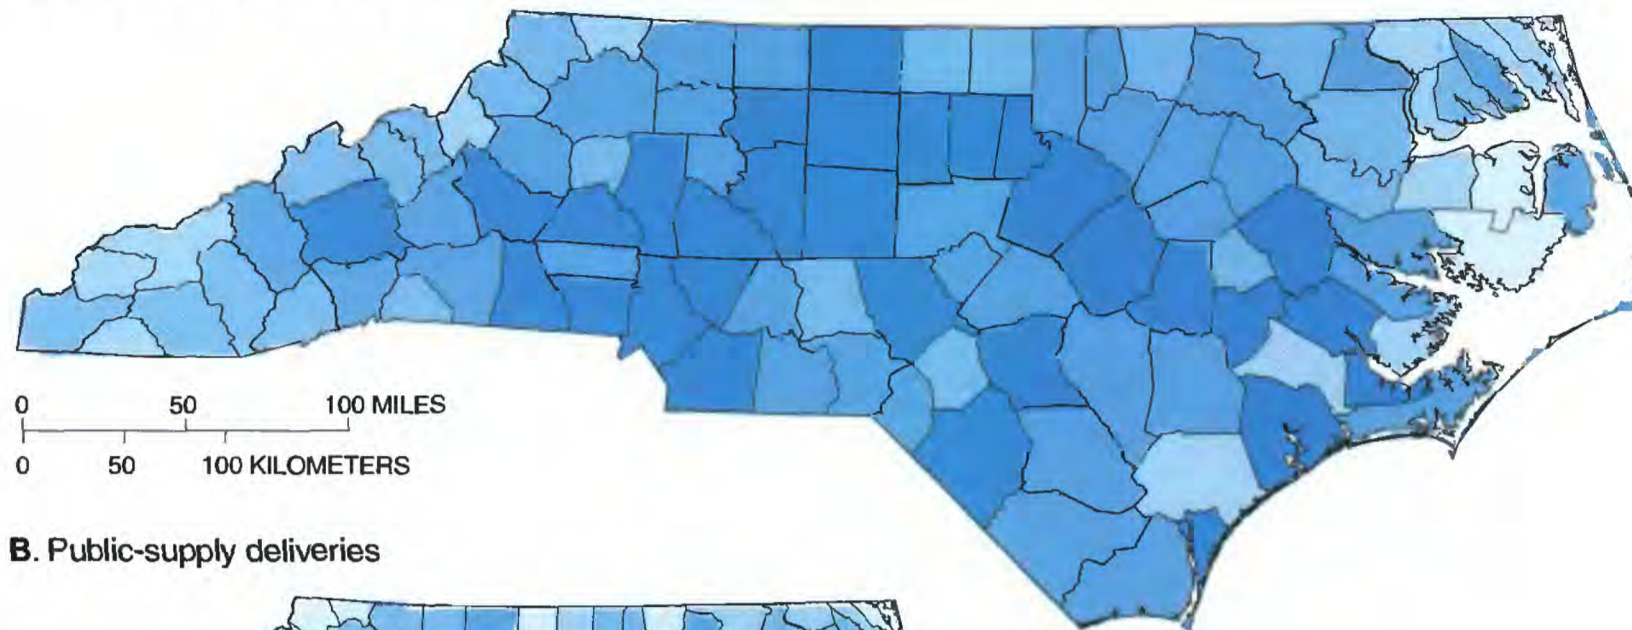 0 50 100 MILES
0 50 100 KILOMETERS
B. Public-supply deliveries